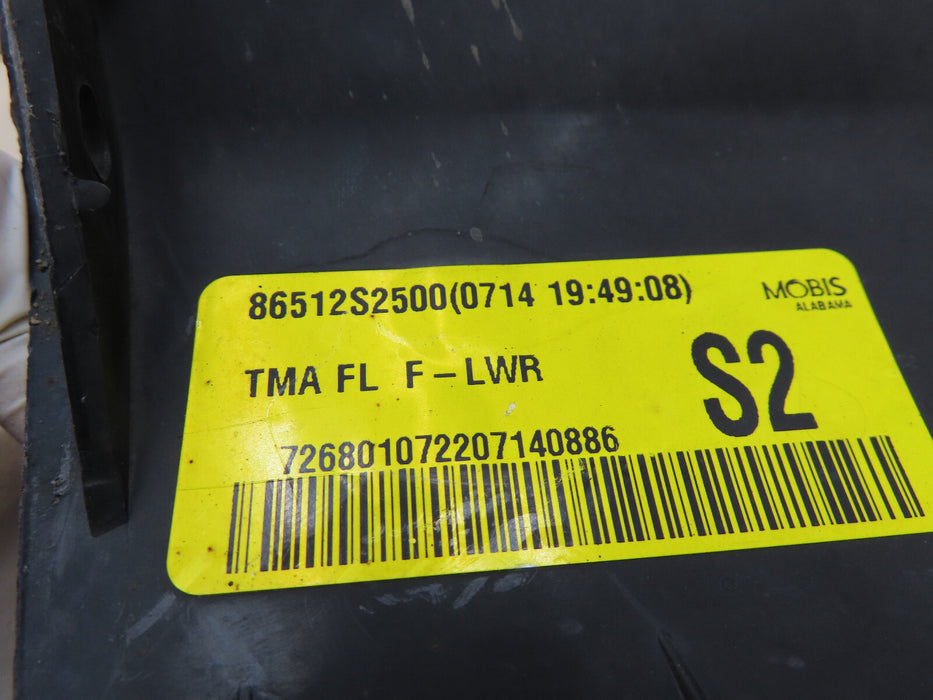 86512S2500(0714 19:49:08)
MOBIS
ALABAMA
TMA FL F-LWR
S2
726801072207140886